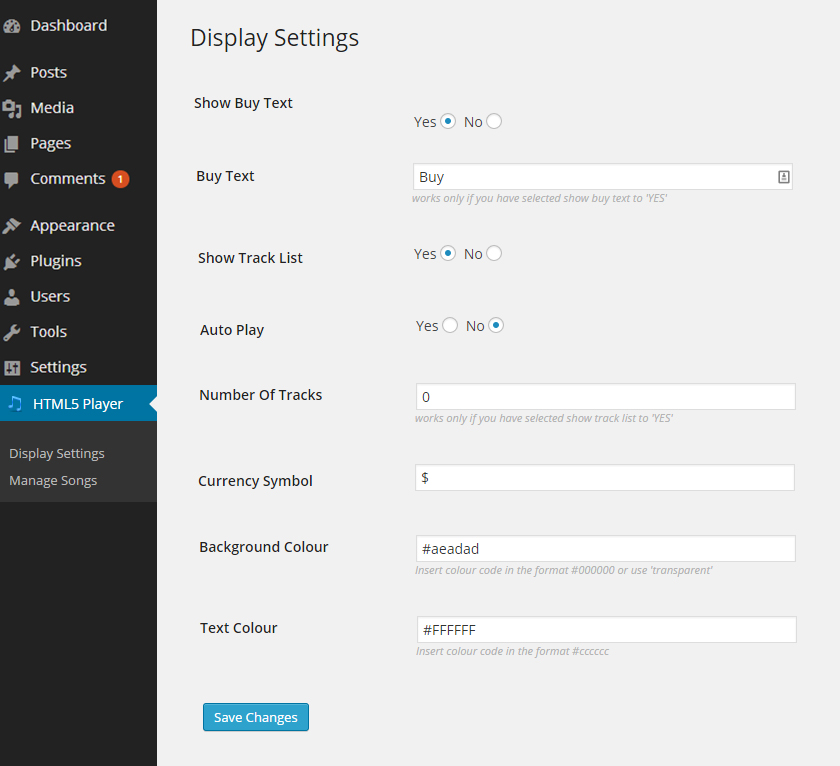 Dashboard
Posts
Media
Pages
Comments 1
Appearance
Plugins
Users
Tools
Settings
HTML5 Player
Display Settings
Manage Songs
Display Settings
Show Buy Text
Yes No
Buy Text
Buy
works only if you have selected show buy text to 'YES'
Show Track List
Yes No
Auto Play
Yes No
Number Of Tracks
0
works only if you have selected show track list to 'YES'
Currency Symbol
$
Background Colour
#aeadad
Insert colour code in the format #000000 or use 'transparent'
Text Colour
#FFFFFF
Insert colour code in the format #cccccc
Save Changes